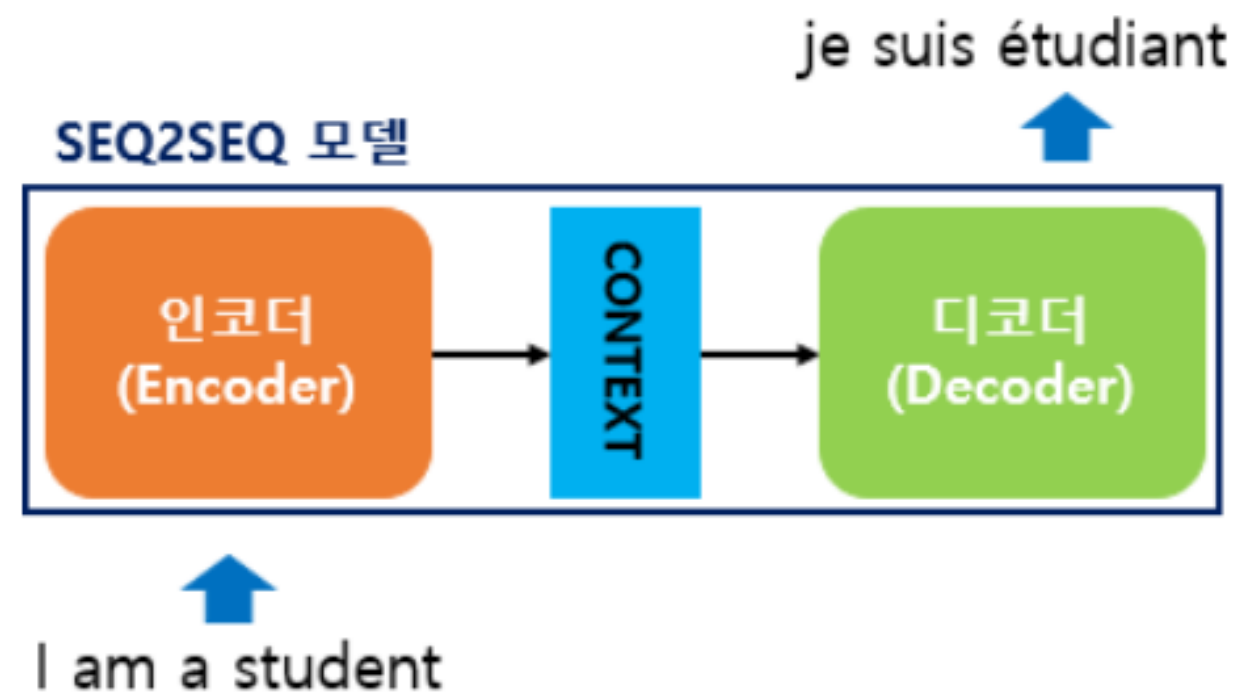 je suis étudiant
SEQ2SEQ 모델
인코더
(Encoder)
CONTEXT
디코더
(Decoder)
I am a student